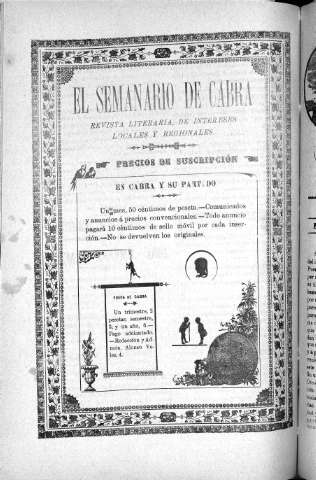 EL SEMANARIO DE CABRA
REVISTA LITERARIA, DE INTERESES
LOCALES Y REGIONALES
PRECIOS DE SUSCRIPCIÓN
EN CABRA Y SU PARTIDO
Un mes, 50 céntimos de peseta.—Comunicados
y anuncios á precios convencionales.—Todo anuncio
pagará 10 céntimos de sello móvil por cada inser-
ción.—No se devuelven los originales.
FUERA DE CABRA
Un trimestre, 2
pesetas; semestre,
3, y un año, 6.—
Pago adelantado.
—Redacción y Ad-
món. Alonso Ve-
lez, 4.